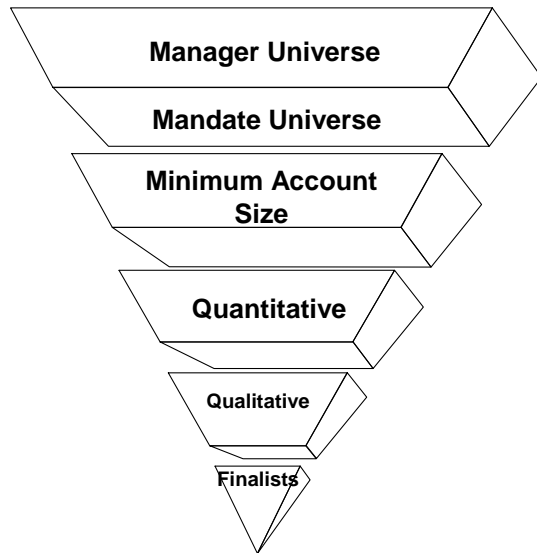 Manager Universe
Mandate Universe
Minimum Account
Size
Quantitative
Qualitative
Finalists